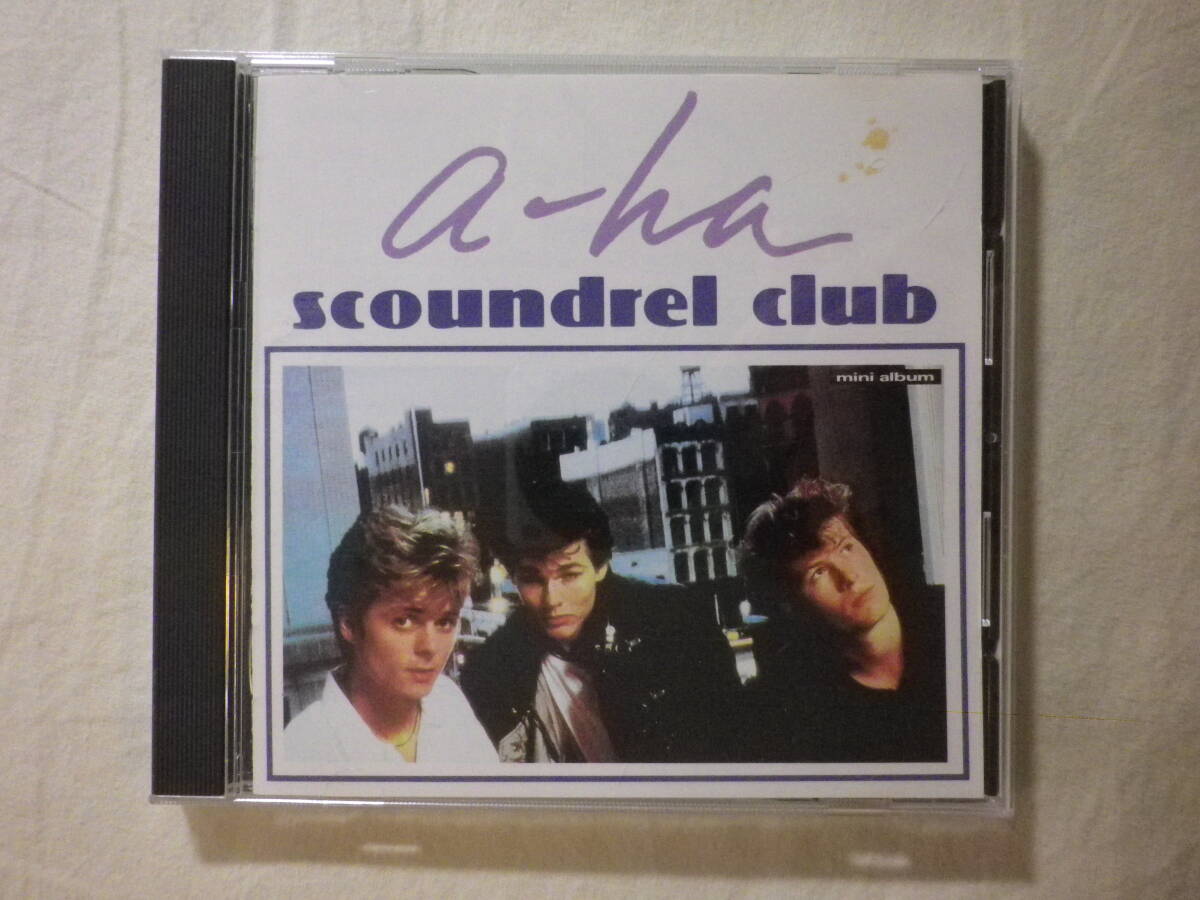 a-ha
scoundrel club
mini album